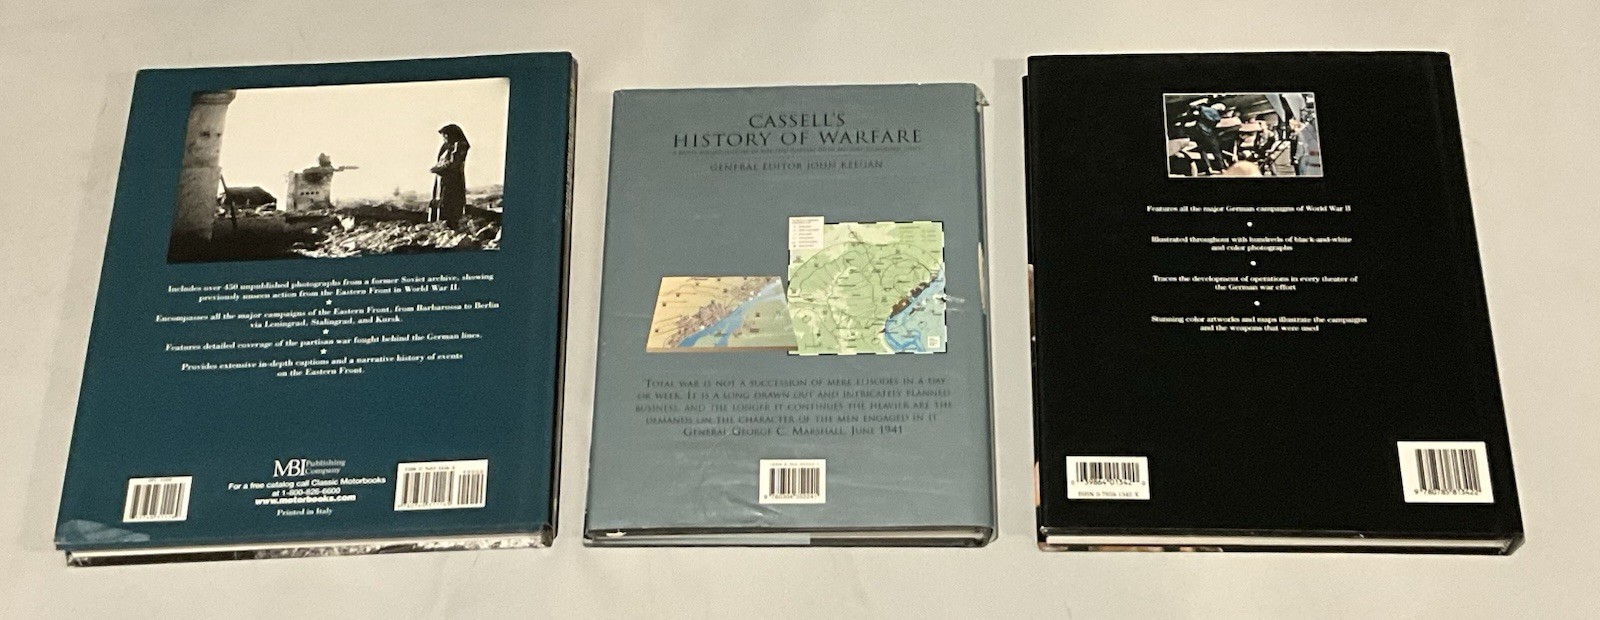 Includes over 450 unpublished photographs from a former Soviet archive, showing
previously unseen action from the Eastern Front in World War II.
Encompasses all the major campaigns of the Eastern Front, from Barbarossa to Berlin
via Leningrad, Stalingrad, and Kursk.
Features detailed coverage of the partisan war fought behind the German lines.
Provides extensive in-depth captions and a narrative history of events
on the Eastern Front.
MBI Publishing
Company
For a free catalog call Classic Motorbooks
at 1-800-826-6600
www.motorbooks.com
Printed in Italy
CASSELL'S
HISTORY OF WARFARE
GENERAL EDITOR JOHN KEEGAN
TOTAL WAR IS NOT A SUCCESSION OF MERE EPISODES IN A DAY
OR WEEK. IT IS A LONG DRAWN OUT AND INTRICATELY PLANNED
BUSINESS, AND THE LONGER IT CONTINUES THE HEAVIER ARE THE
DEMANDS ON THE CHARACTER OF THE MEN ENGAGED IN IT
GENERAL GEORGE C. MARSHALL, JUNE 1941
Features all the major German campaigns of World War II
Illustrated throughout with hundreds of black-and-white
and color photographs
Traces the development of operations in every theater of
the German war effort
Stunning color artworks and maps illustrate the campaigns
and the weapons that were used